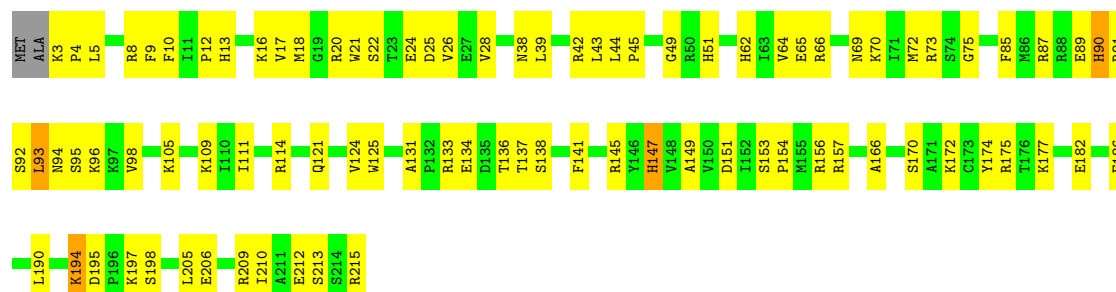 MET ALA K3 P4 L5 R8 F9 F10 I11 P12 H13 K16 V17 M18 G19 R20 W21 S22 T23 E24 D25 V26 E27 V28 N38 L39 R42 L43 L44 P45 G49 R50 H51 H62 I63 V64 E65 R66 N69 K70 I71 M72 R73 S74 G75 F85 M86 R87 R88 E89 H90
S92 L93 N94 S95 K96 K97 V98 K105 K109 I110 I111 R114 Q121 V124 W125 A131 P132 R133 E134 D135 T136 T137 S138 F141 R145 Y146 H147 V148 A149 V150 D151 I152 S153 P154 M155 R156 R157 A166 S170 A171 K172 C173 Y174 R175 T176 K177 E182
L190 K194 D195 P196 K197 S198 L205 E206 R209 I210 A211 E212 S213 S214 R215